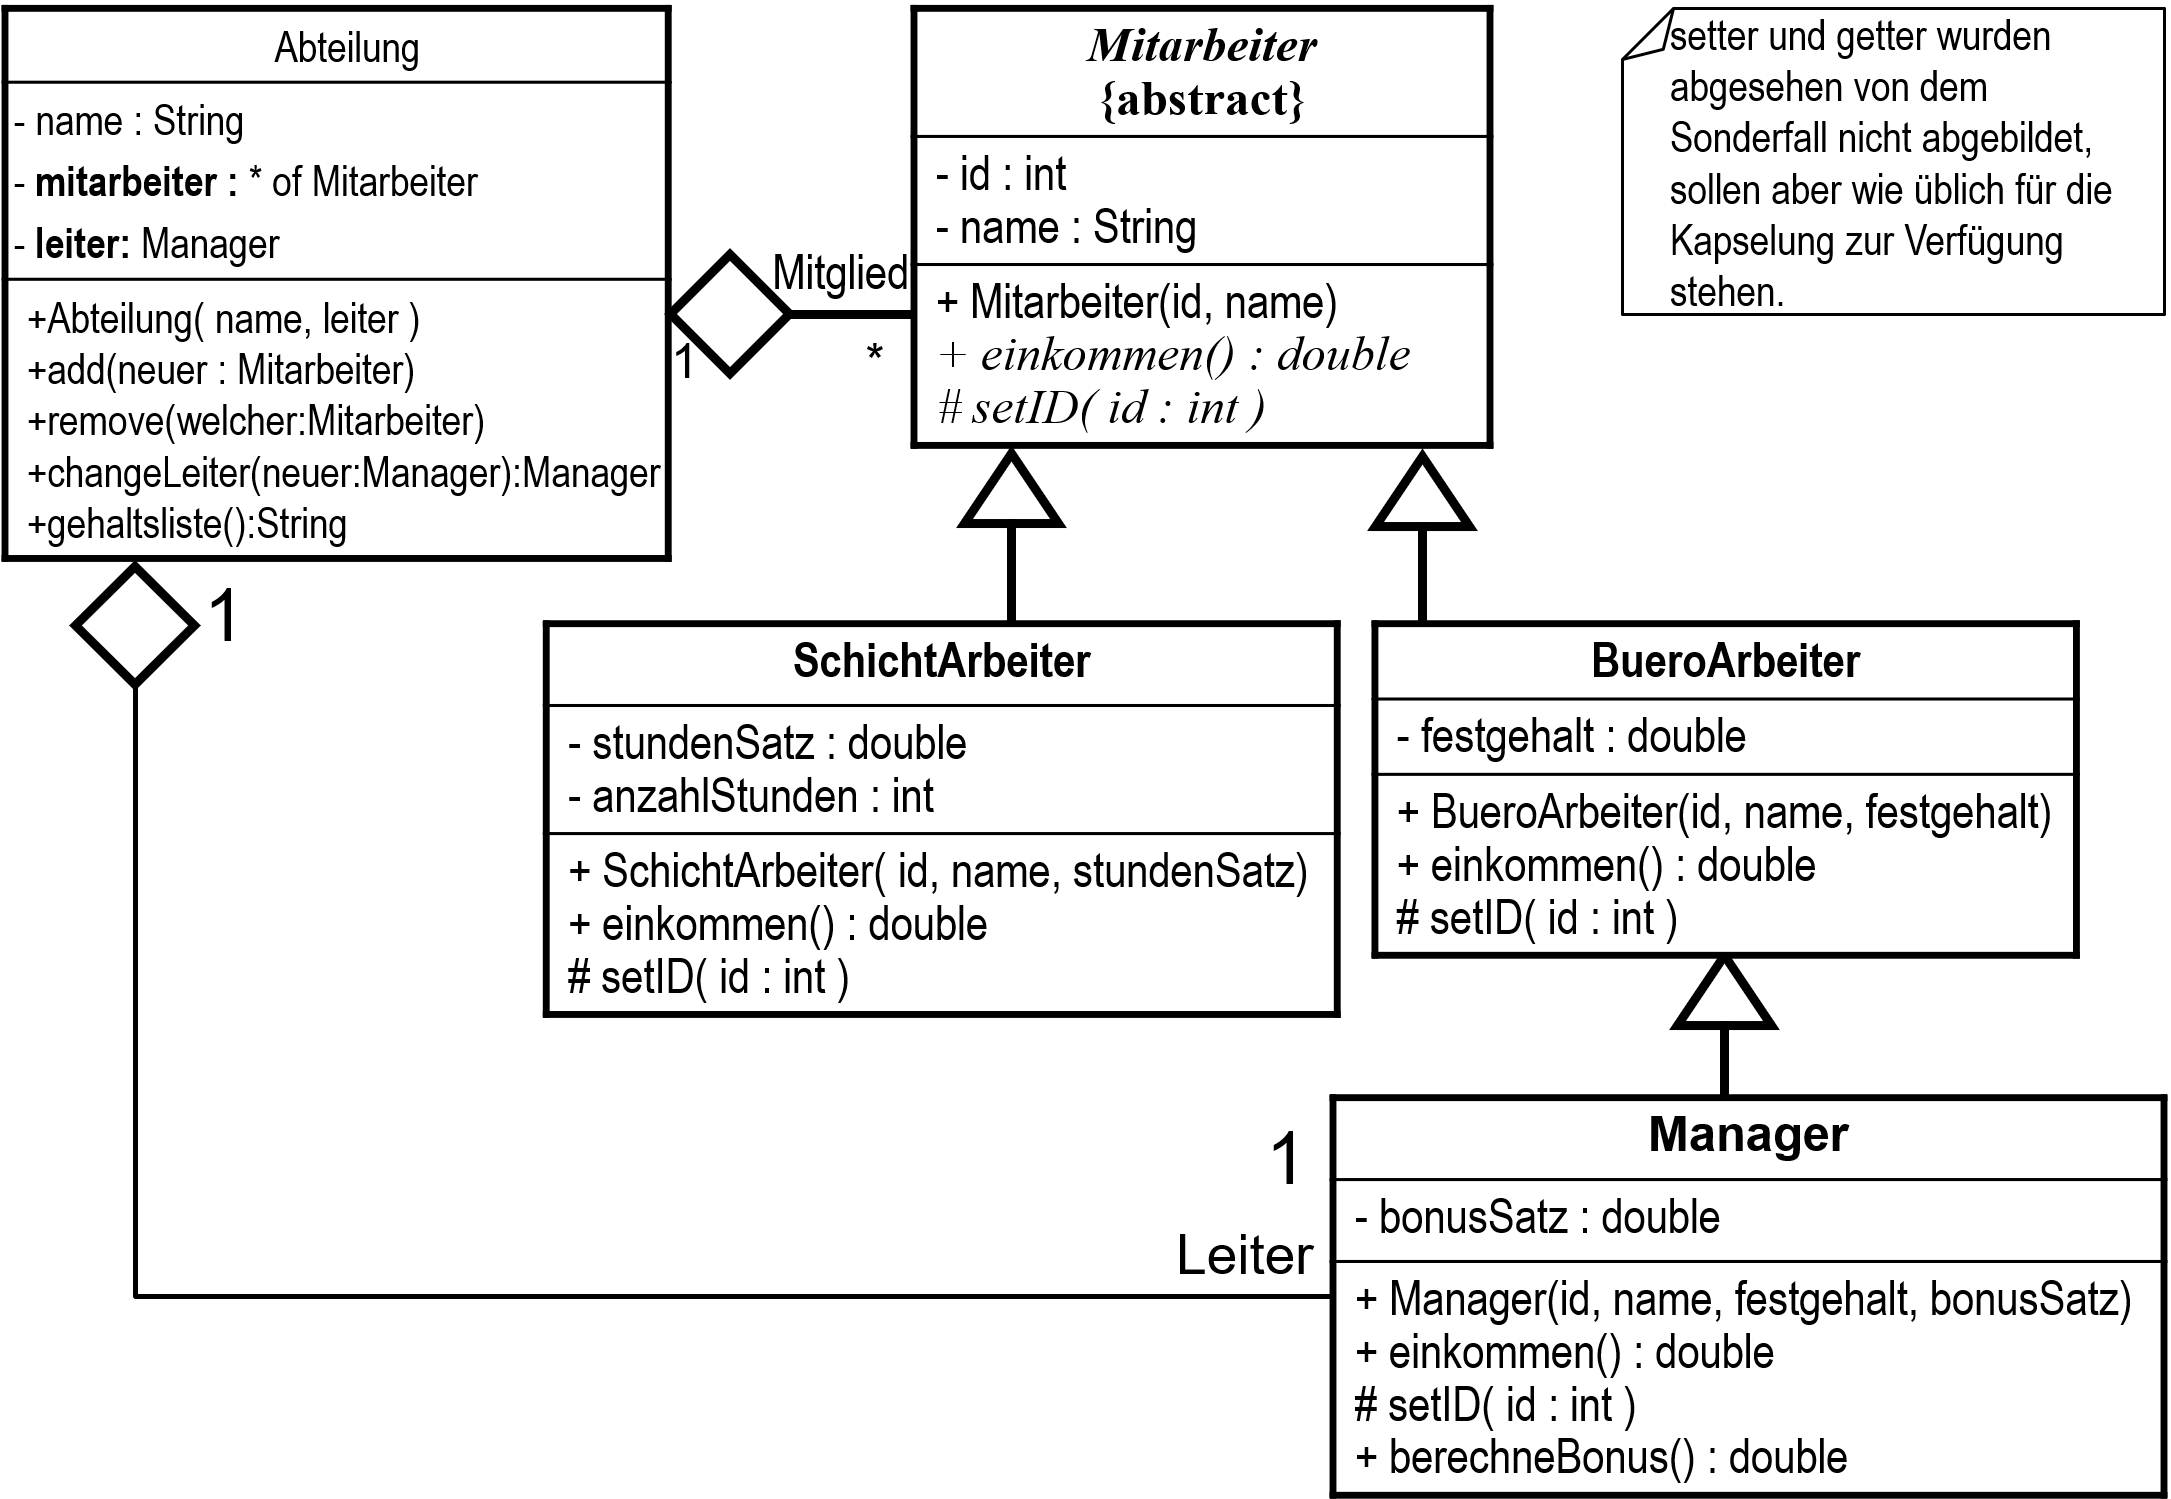 Abteilung
- name : String
- mitarbeiter : * of Mitarbeiter
- leiter: Manager
+Abteilung( name, leiter )
+add(neuer : Mitarbeiter)
+remove(welcher:Mitarbeiter)
+changeLeiter(neuer:Manager):Manager
+gehaltsliste():String
Mitglied
1
*
Mitarbeiter
{abstract}
- id : int
- name : String
+ Mitarbeiter(id, name)
+ einkommen() : double
# setID( id : int )
setter und getter wurden
abgesehen von dem
Sonderfall nicht abgebildet,
sollen aber wie üblich für die
Kapselung zur Verfügung
stehen.
1
SchichtArbeiter
- stundenSatz : double
- anzahlStunden : int
+ SchichtArbeiter( id, name, stundenSatz)
+ einkommen() : double
# setID( id : int )
BueroArbeiter
- festgehalt : double
+ BueroArbeiter(id, name, festgehalt)
+ einkommen() : double
# setID( id : int )
1
Leiter
Manager
- bonusSatz : double
+ Manager(id, name, festgehalt, bonusSatz)
+ einkommen() : double
# setID( id : int )
+ berechneBonus() : double